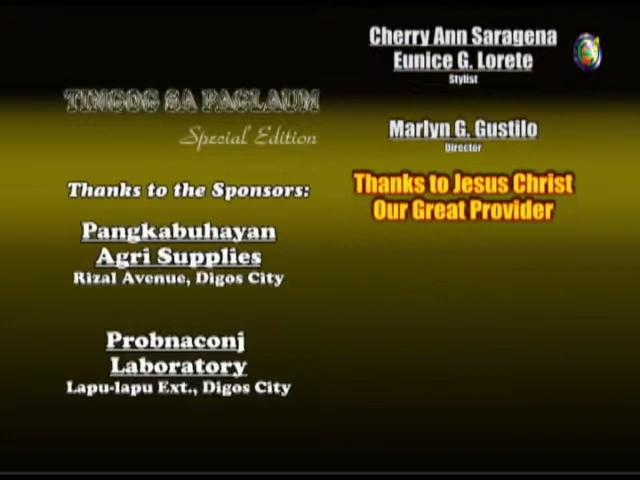 TINGOG SA PAGLAUM
Special Edition
Thanks to the Sponsors:
Pangkabuhayan
Agri Supplies
Rizal Avenue, Digos City
Probnaconj
Laboratory
Lapu-lapu Ext., Digos City
Cherry Ann Saragena
Eunice G. Lorete
Stylist
Marlyn G. Gustilo
Director
Thanks to Jesus Christ
Our Great Provider